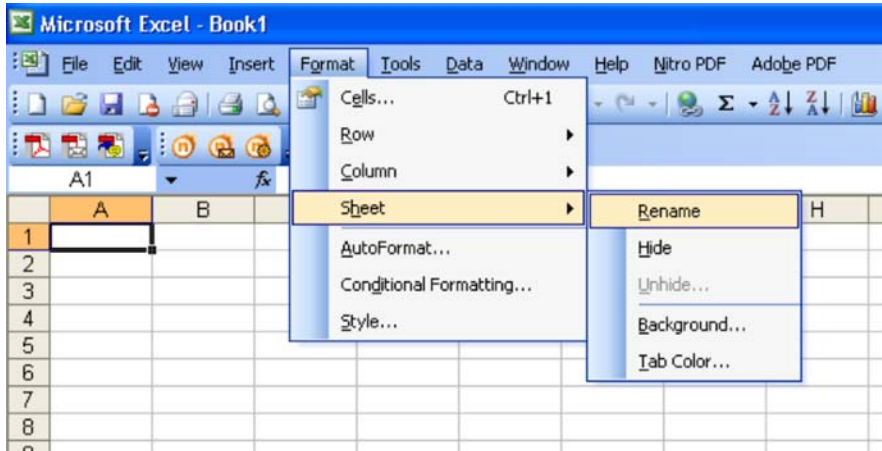 Microsoft Excel - Book1
File Edit View Insert Format Tools Data Window Help Nitro PDF Adobe PDF
Cells... Ctrl+1
Σ
Row
Column
A1 fx
Sheet
Rename
A B H
1
AutoFormat...
Hide
2
Conditional Formatting...
Unhide...
3
Style...
Background...
4
5
Tab Color...
6
7
8